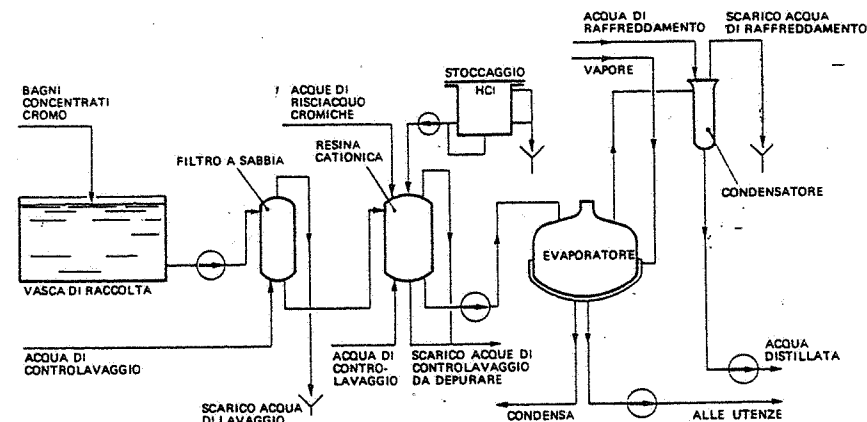 ACQUA DI
RAFFREDDAMENTO
SCARICO ACQUA
DI RAFFREDDAMENTO
VAPORE
STOCCAGGIO
HCl
BAGNI
CONCENTRATI
CROMO
ACQUE DI
RISCIACQUO
CROMICHE
RESINA
CATIONICA
FILTRO A SABBIA
CONDENSATORE
EVAPORATORE
VASCA DI RACCOLTA
ACQUA DI
CONTROLAVAGGIO
ACQUA DI
CONTRO-
LAVAGGIO
SCARICO ACQUE DI
CONTROLAVAGGIO
DA DEPURARE
ACQUA
DISTILLATA
SCARICO ACQUA
DI LAVAGGIO
CONDENSA
ALLE UTENZE